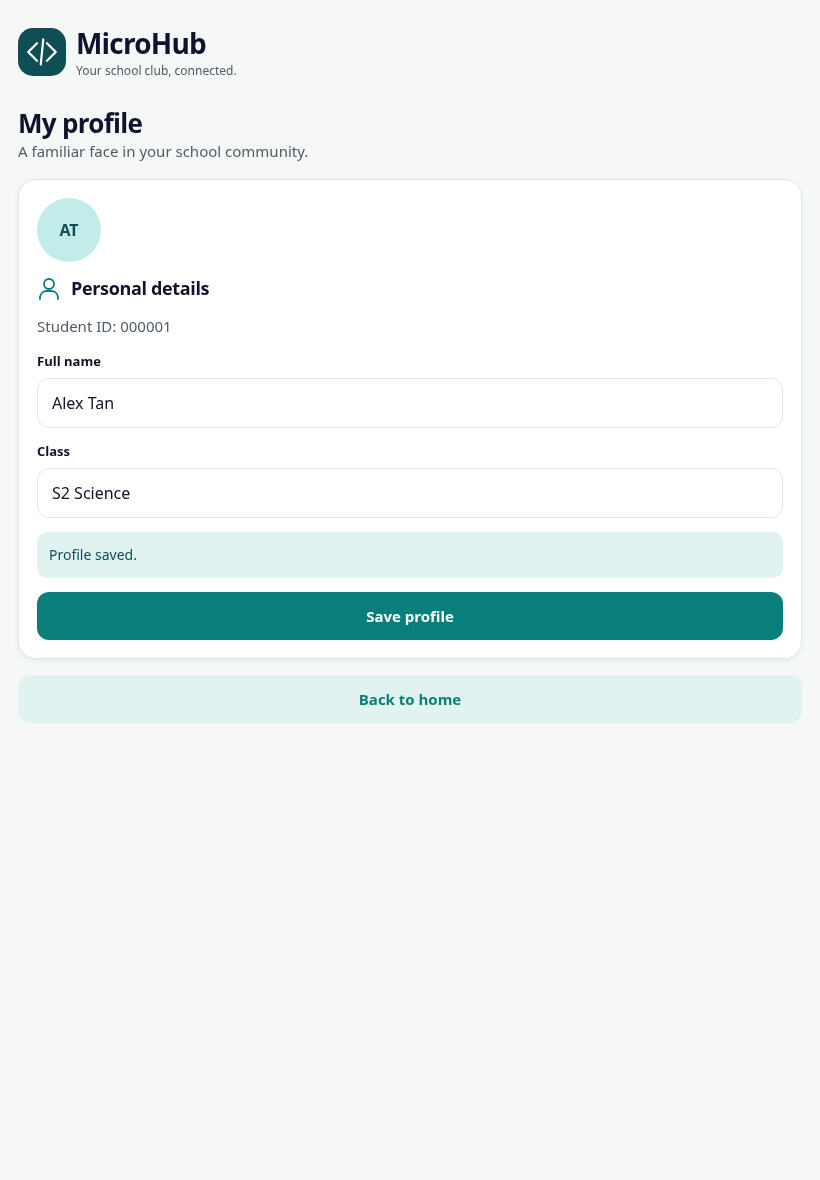 MicroHub
Your school club, connected.
My profile
A familiar face in your school community.
AT
Personal details
Student ID: 000001
Full name
Alex Tan
Class
S2 Science
Profile saved.
Save profile
Back to home